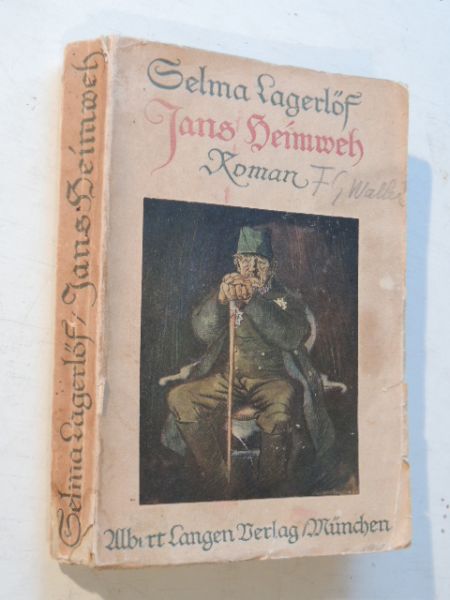 Selma Lagerlöf
Jans Heimweh
Roman
Albert Langen Verlag/München
Selma Lagerlöf/Jans Heimweh